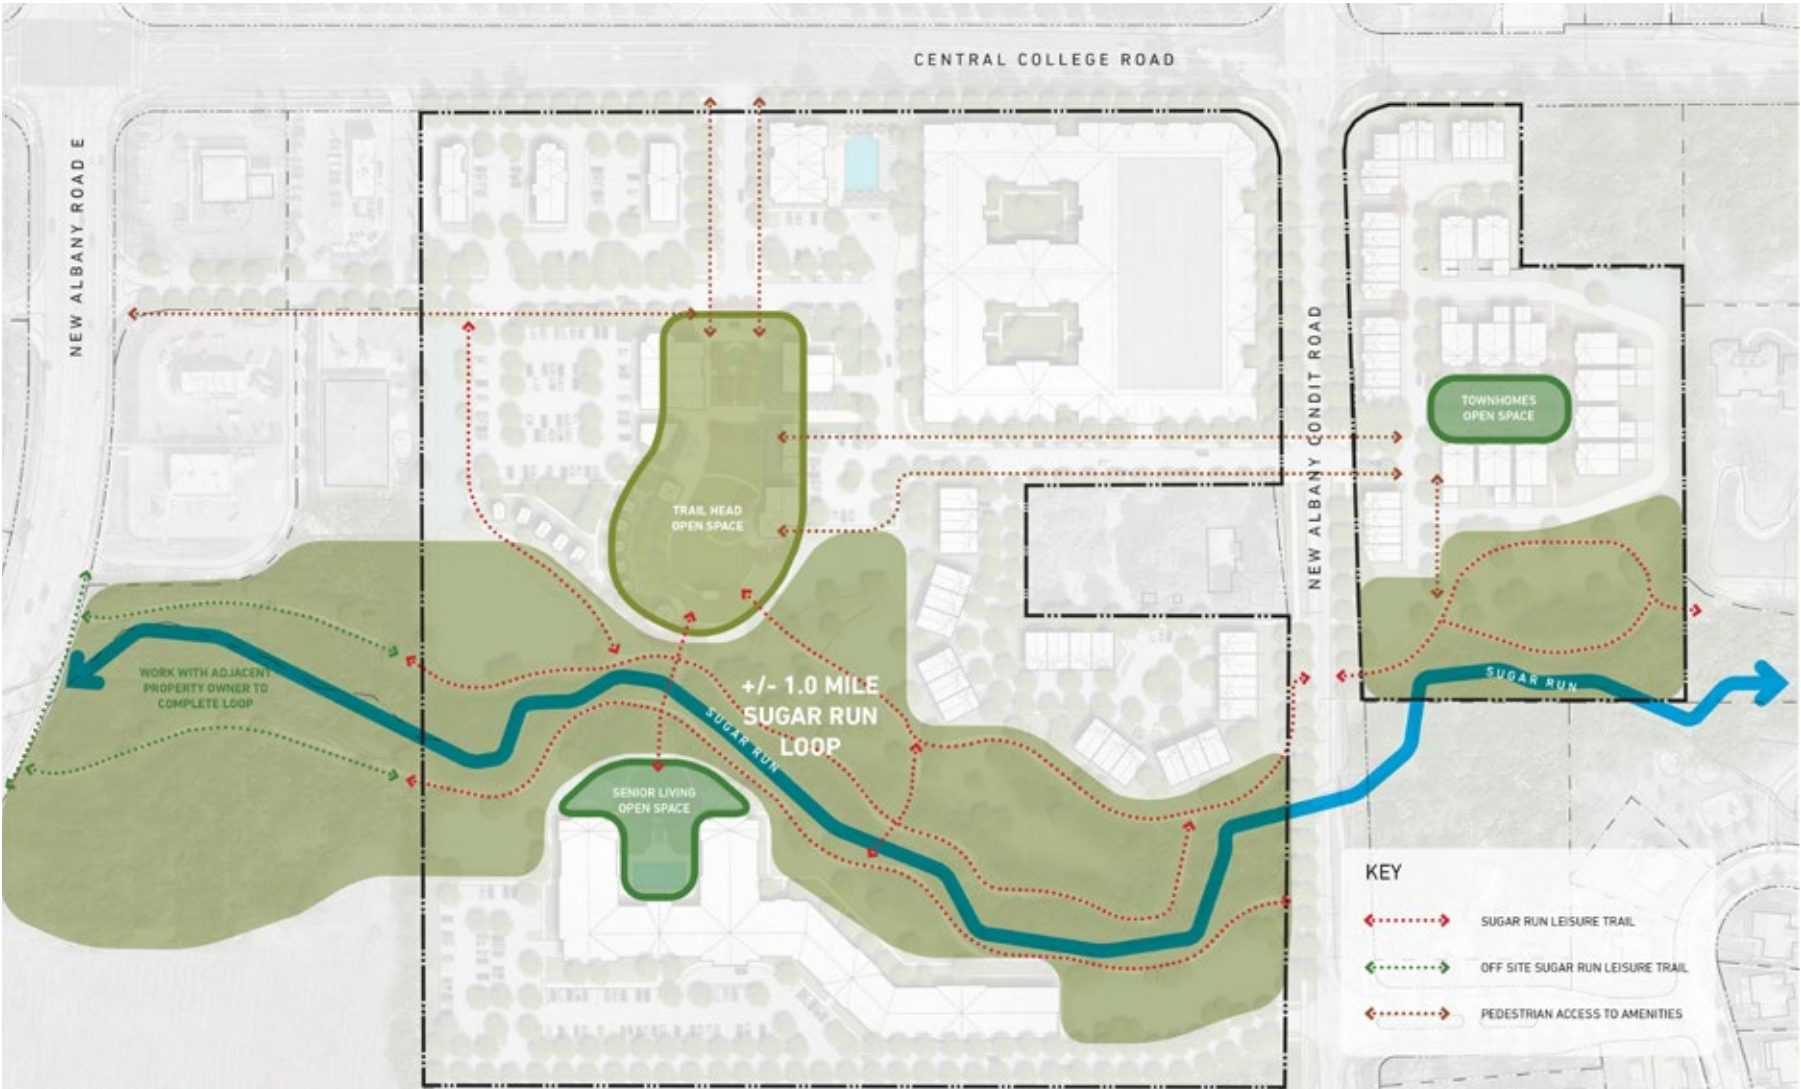 CENTRAL COLLEGE ROAD
NEW ALBANY ROAD E
NEW ALBANY CONDIT ROAD
TOWNHOMES
OPEN SPACE
TRAIL HEAD
OPEN SPACE
WORK WITH ADJACENT
PROPERTY OWNER TO
COMPLETE LOOP
+/- 1.0 MILE
SUGAR RUN
LOOP
SUGAR RUN
SUGAR RUN
SENIOR LIVING
OPEN SPACE
KEY
SUGAR RUN LEISURE TRAIL
OFF SITE SUGAR RUN LEISURE TRAIL
PEDESTRIAN ACCESS TO AMENITIES